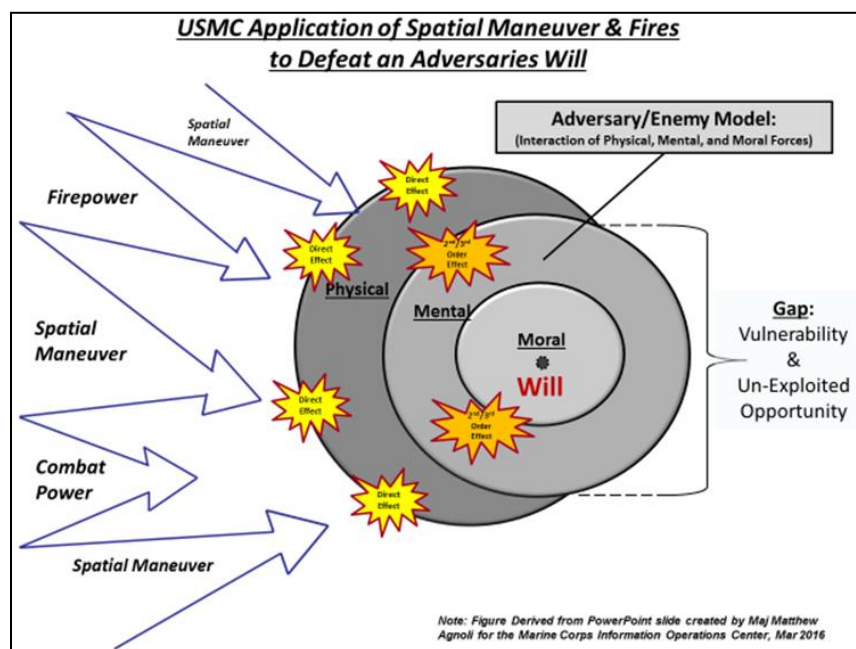 USMC Application of Spatial Maneuver & Fires
to Defeat an Adversaries Will
Spatial
Maneuver
Firepower
Spatial
Maneuver
Combat
Power
Spatial Maneuver
Adversary/Enemy Model:
(Interaction of Physical, Mental, and Moral Forces)
Direct
Effect
Direct
Effect
2nd/3rd
Order
Effect
Physical
Mental
Moral
Will
Direct
Effect
2nd/3rd
Order
Effect
Direct
Effect
Gap:
Vulnerability
&
Un-Exploited
Opportunity
Note: Figure Derived from PowerPoint slide created by Maj Matthew
Agnoli for the Marine Corps Information Operations Center, Mar 2016